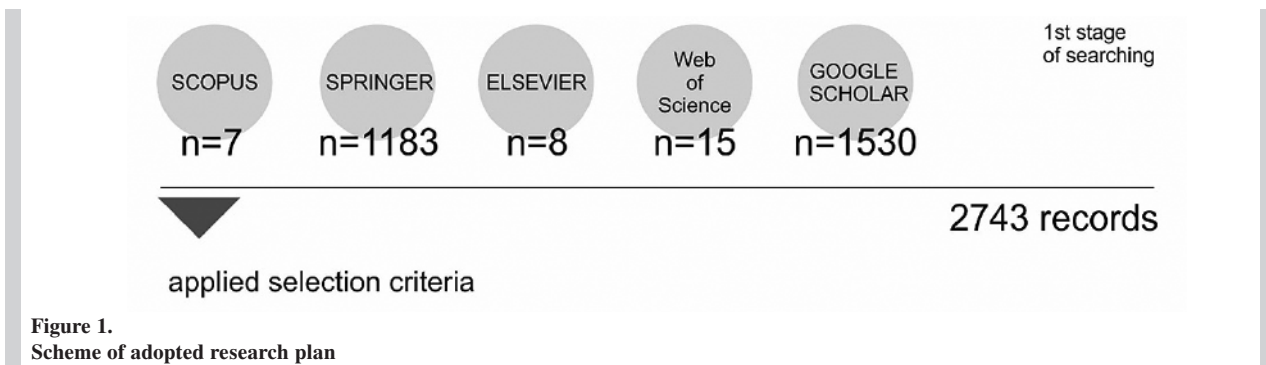 1st stage
of searching
SCOPUS
SPRINGER
ELSEVIER
Web
of
Science
GOOGLE
SCHOLAR
n=7
n=1183
n=8
n=15
n=1530
2743 records
applied selection criteria
Figure 1.
Scheme of adopted research plan